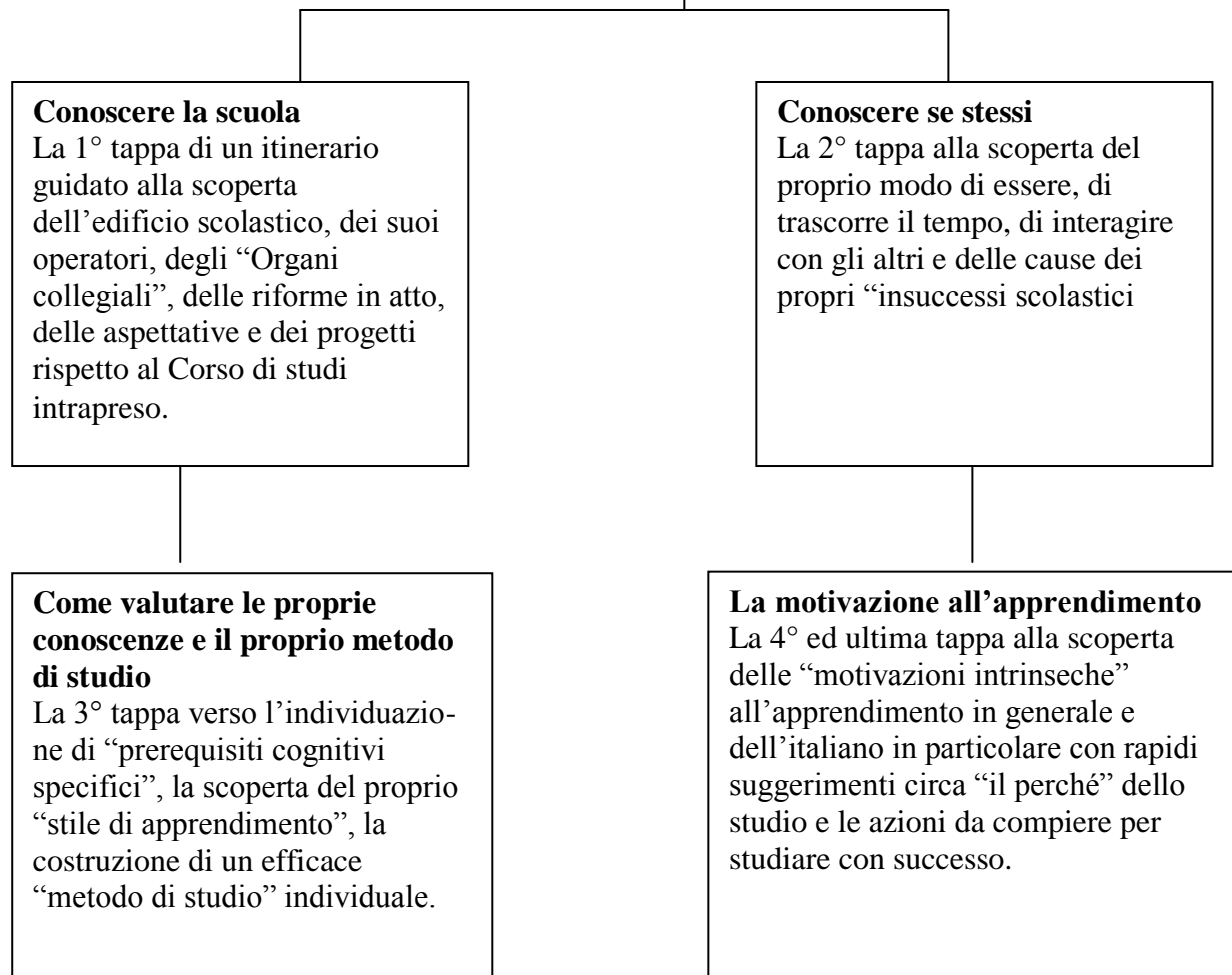 Conoscere la scuola
La 1° tappa di un itinerario
guidato alla scoperta
dell’edificio scolastico, dei suoi
operatori, degli “Organi
collegiali”, delle riforme in atto,
delle aspettative e dei progetti
rispetto al Corso di studi
intrapreso.
Conoscere se stessi
La 2° tappa alla scoperta del
proprio modo di essere, di
trascorre il tempo, di interagire
con gli altri e delle cause dei
propri “insuccessi scolastici
Come valutare le proprie
conoscenze e il proprio metodo
di studio
La 3° tappa verso l’individuazio-
ne di “prerequisiti cognitivi
specifici”, la scoperta del proprio
“stile di apprendimento”, la
costruzione di un efficace
“metodo di studio” individuale.
La motivazione all’apprendimento
La 4° ed ultima tappa alla scoperta
delle “motivazioni intrinseche”
all’apprendimento in generale e
dell’italiano in particolare con rapidi
suggerimenti circa “il perché” dello
studio e le azioni da compiere per
studiare con successo.